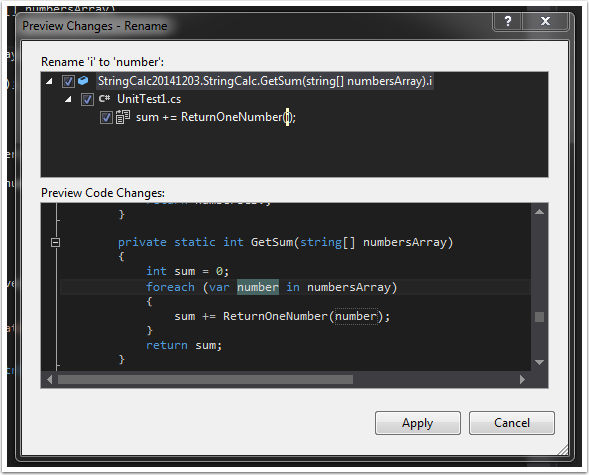 numbersArray)
Preview Changes - Rename
?
Rename 'i' to 'number':
StringCalc20141203.StringCalc.GetSum(string[] numbersArray).i
C# UnitTest1.cs
sum += ReturnOneNumber(i);
Preview Code Changes:
}
private static int GetSum(string[] numbersArray)
{
int sum = 0;
foreach (var number in numbersArray)
{
sum += ReturnOneNumber(number);
}
return sum;
}
Apply Cancel